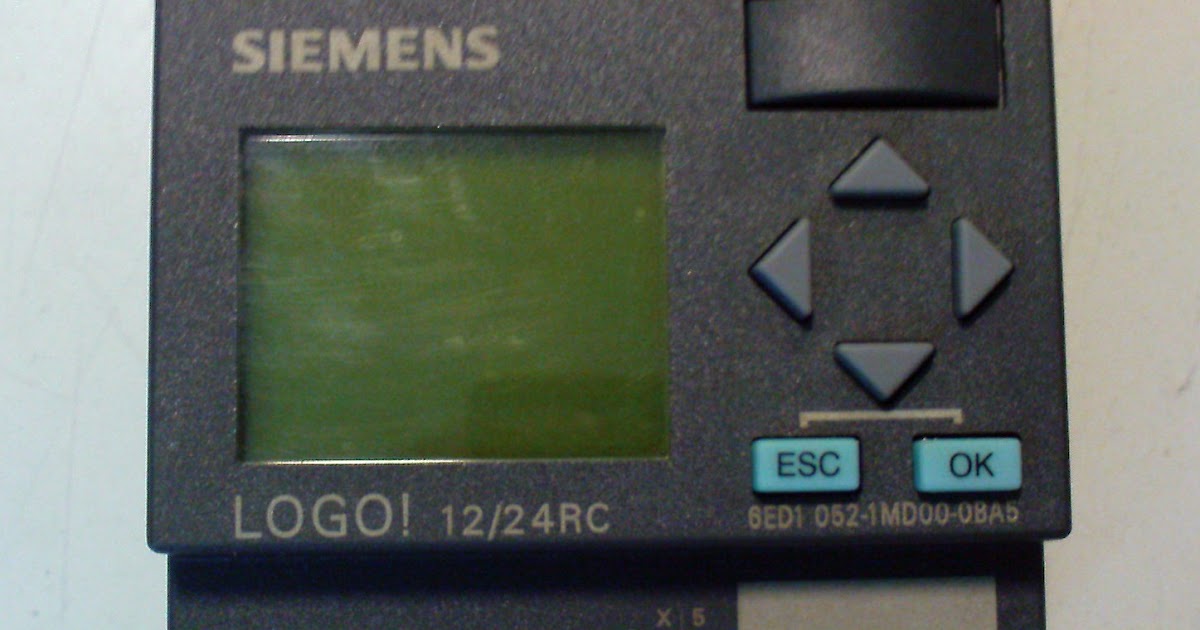 SIEMENS
ESC OK
LOGO! 12/24RC
6ED1 052-1MD00-0BA5
X 5